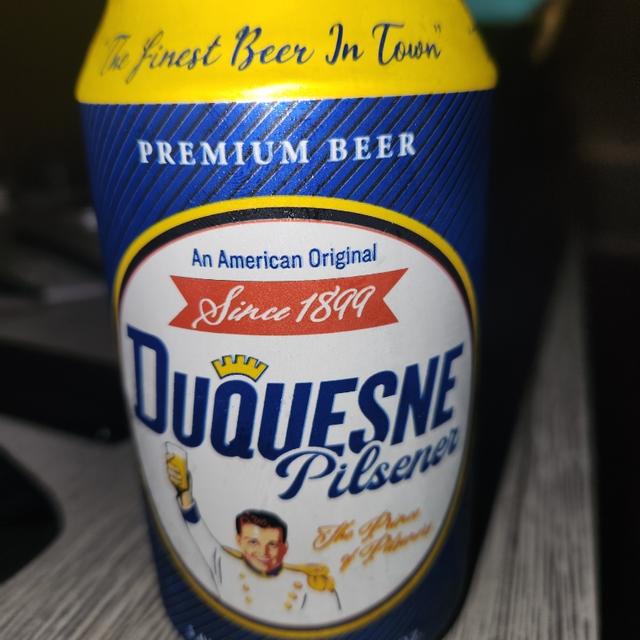 "The Finest Beer In Town"
PREMIUM BEER
An American Original
Since 1899
DUQUESNE
Pilsener
The Prince
of Pilseners